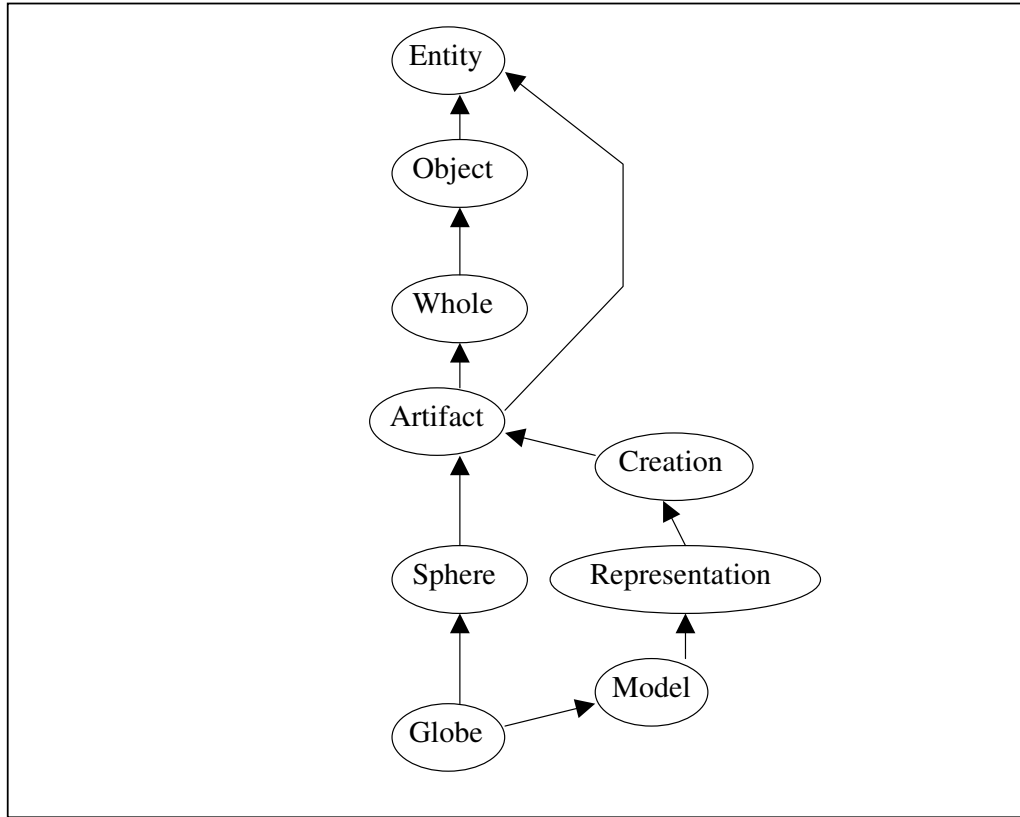 Entity
Object
Whole
Artifact
Creation
Sphere
Representation
Model
Globe